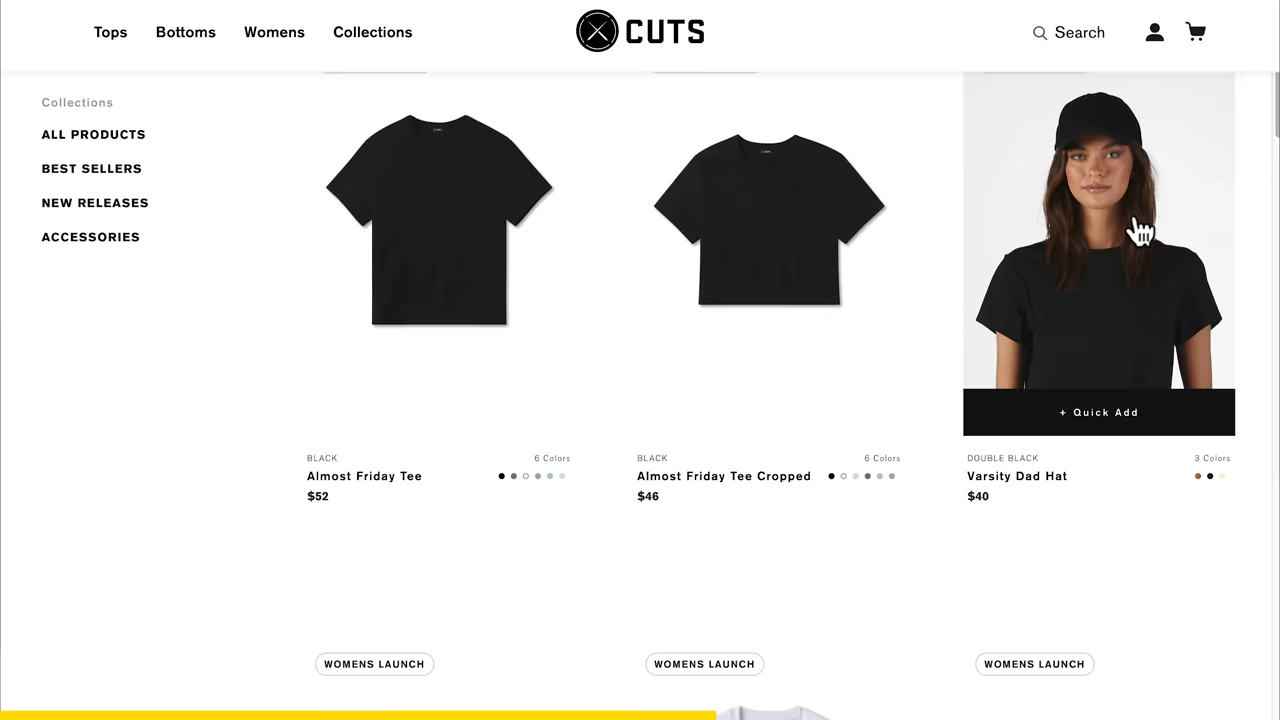 Tops Bottoms Womens Collections CUTS Search
Collections
ALL PRODUCTS
BEST SELLERS
NEW RELEASES
ACCESSORIES
+ Quick Add
BLACK 6 Colors
Almost Friday Tee
$52
BLACK 6 Colors
Almost Friday Tee Cropped
$46
DOUBLE BLACK 3 Colors
Varsity Dad Hat
$40
WOMENS LAUNCH
WOMENS LAUNCH
WOMENS LAUNCH